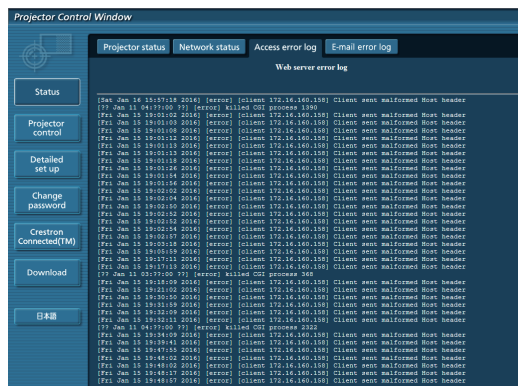 Projector Control Window
Projector status
Network status
Access error log
E-mail error log
Web server error log
Status
Projector
control
Detailed
set up
Change
password
Crestron
Connected(TM)
Download
日本語
[Sat Jan 16 15:57:18 2016] [error] [client 172.16.160.158] Client sent malformed Host header
[?? Jan 11 04:??:00 ??] [error] killed CGI process 1390
[Fri Jan 15 19:01:02 2016] [error] [client 172.16.160.158] Client sent malformed Host header
[Fri Jan 15 19:01:03 2016] [error] [client 172.16.160.158] Client sent malformed Host header
[Fri Jan 15 19:01:08 2016] [error] [client 172.16.160.158] Client sent malformed Host header
[Fri Jan 15 19:01:12 2016] [error] [client 172.16.160.158] Client sent malformed Host header
[Fri Jan 15 19:01:13 2016] [error] [client 172.16.160.158] Client sent malformed Host header
[Fri Jan 15 19:01:13 2016] [error] [client 172.16.160.158] Client sent malformed Host header
[Fri Jan 15 19:01:18 2016] [error] [client 172.16.160.158] Client sent malformed Host header
[Fri Jan 15 19:01:26 2016] [error] [client 172.16.160.158] Client sent malformed Host header
[Fri Jan 15 19:01:54 2016] [error] [client 172.16.160.158] Client sent malformed Host header
[Fri Jan 15 19:01:56 2016] [error] [client 172.16.160.158] Client sent malformed Host header
[Fri Jan 15 19:02:02 2016] [error] [client 172.16.160.158] Client sent malformed Host header
[Fri Jan 15 19:02:04 2016] [error] [client 172.16.160.158] Client sent malformed Host header
[Fri Jan 15 19:02:50 2016] [error] [client 172.16.160.158] Client sent malformed Host header
[Fri Jan 15 19:02:52 2016] [error] [client 172.16.160.158] Client sent malformed Host header
[Fri Jan 15 19:02:52 2016] [error] [client 172.16.160.158] Client sent malformed Host header
[Fri Jan 15 19:02:54 2016] [error] [client 172.16.160.158] Client sent malformed Host header
[Fri Jan 15 19:02:57 2016] [error] [client 172.16.160.158] Client sent malformed Host header
[Fri Jan 15 19:03:18 2016] [error] [client 172.16.160.158] Client sent malformed Host header
[Fri Jan 15 19:05:59 2016] [error] [client 172.16.160.158] Client sent malformed Host header
[Fri Jan 15 19:17:11 2016] [error] [client 172.16.160.158] Client sent malformed Host header
[Fri Jan 15 19:17:13 2016] [error] [client 172.16.160.158] Client sent malformed Host header
[?? Jan 11 03:??:00 ??] [error] killed CGI process 368
[Fri Jan 15 19:18:09 2016] [error] [client 172.16.160.158] Client sent malformed Host header
[Fri Jan 15 19:21:02 2016] [error] [client 172.16.160.158] Client sent malformed Host header
[Fri Jan 15 19:30:50 2016] [error] [client 172.16.160.158] Client sent malformed Host header
[Fri Jan 15 19:31:59 2016] [error] [client 172.16.160.158] Client sent malformed Host header
[Fri Jan 15 19:32:09 2016] [error] [client 172.16.160.158] Client sent malformed Host header
[Fri Jan 15 19:32:11 2016] [error] [client 172.16.160.158] Client sent malformed Host header
[?? Jan 11 04:??:00 ??] [error] killed CGI process 2322
[Fri Jan 15 19:34:09 2016] [error] [client 172.16.160.158] Client sent malformed Host header
[Fri Jan 15 19:39:41 2016] [error] [client 172.16.160.158] Client sent malformed Host header
[Fri Jan 15 19:47:55 2016] [error] [client 172.16.160.158] Client sent malformed Host header
[Fri Jan 15 19:48:02 2016] [error] [client 172.16.160.158] Client sent malformed Host header
[Fri Jan 15 19:48:02 2016] [error] [client 172.16.160.158] Client sent malformed Host header
[Fri Jan 15 19:48:17 2016] [error] [client 172.16.160.158] Client sent malformed Host header
[Fri Jan 15 19:48:57 2016] [error] [client 172.16.160.158] Client sent malformed Host header